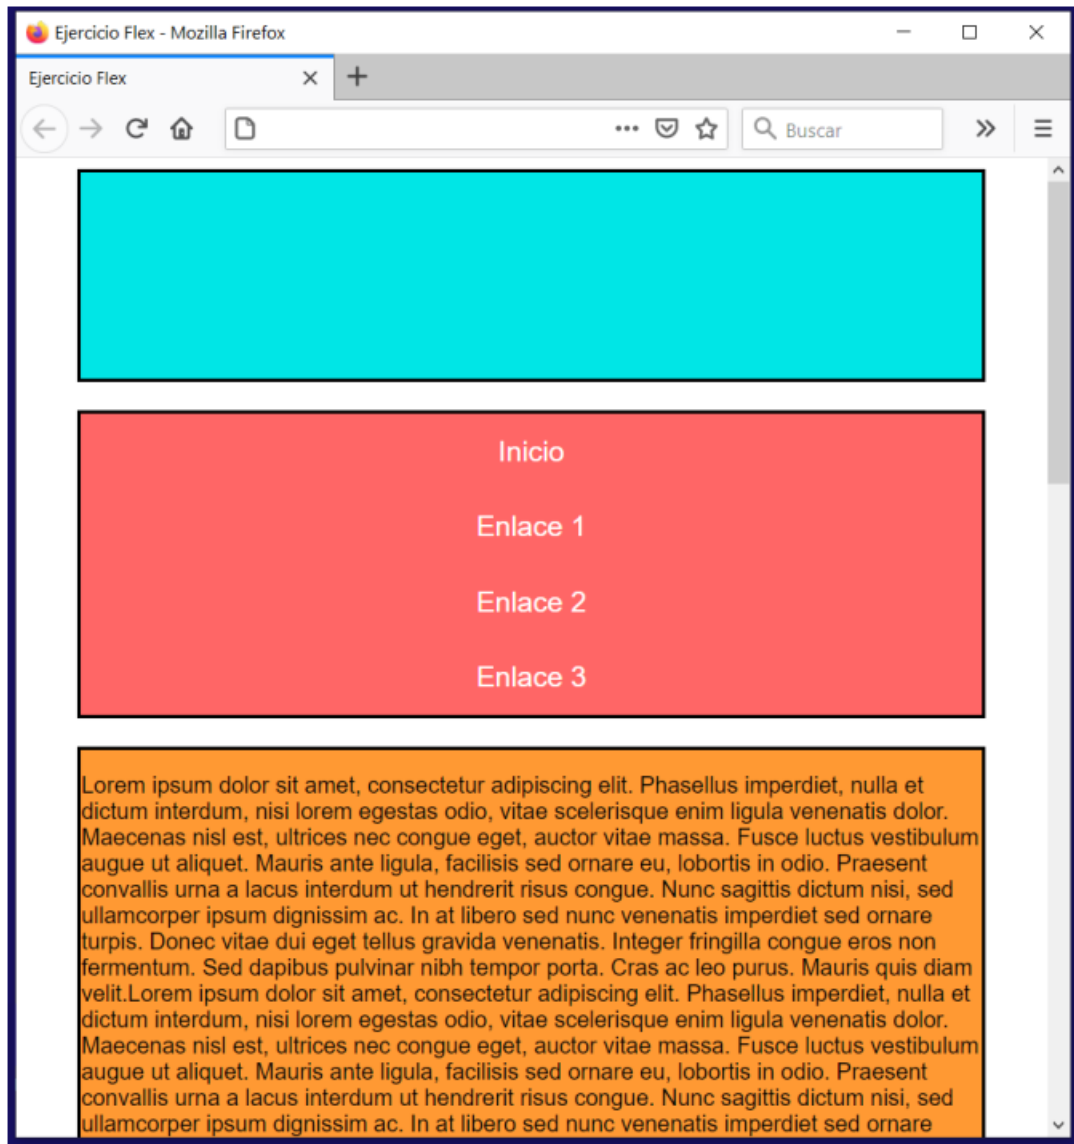 Ejercicio Flex - Mozilla Firefox
Ejercicio Flex
Buscar
Inicio
Enlace 1
Enlace 2
Enlace 3
Lorem ipsum dolor sit amet, consectetur adipiscing elit. Phasellus imperdiet, nulla et
dictum interdum, nisi lorem egestas odio, vitae scelerisque enim ligula venenatis dolor.
Maecenas nisl est, ultrices nec congue eget, auctor vitae massa. Fusce luctus vestibulum
augue ut aliquet. Mauris ante ligula, facilisis sed ornare eu, lobortis in odio. Praesent
convallis urna a lacus interdum ut hendrerit risus congue. Nunc sagittis dictum nisi, sed
ullamcorper ipsum dignissim ac. In at libero sed nunc venenatis imperdiet sed ornare
turpis. Donec vitae dui eget tellus gravida venenatis. Integer fringilla congue eros non
fermentum. Sed dapibus pulvinar nibh tempor porta. Cras ac leo purus. Mauris quis diam
velit.Lorem ipsum dolor sit amet, consectetur adipiscing elit. Phasellus imperdiet, nulla et
dictum interdum, nisi lorem egestas odio, vitae scelerisque enim ligula venenatis dolor.
Maecenas nisl est, ultrices nec congue eget, auctor vitae massa. Fusce luctus vestibulum
augue ut aliquet. Mauris ante ligula, facilisis sed ornare eu, lobortis in odio. Praesent
convallis urna a lacus interdum ut hendrerit risus congue. Nunc sagittis dictum nisi, sed
ullamcorper ipsum dignissim ac. In at libero sed nunc venenatis imperdiet sed ornare